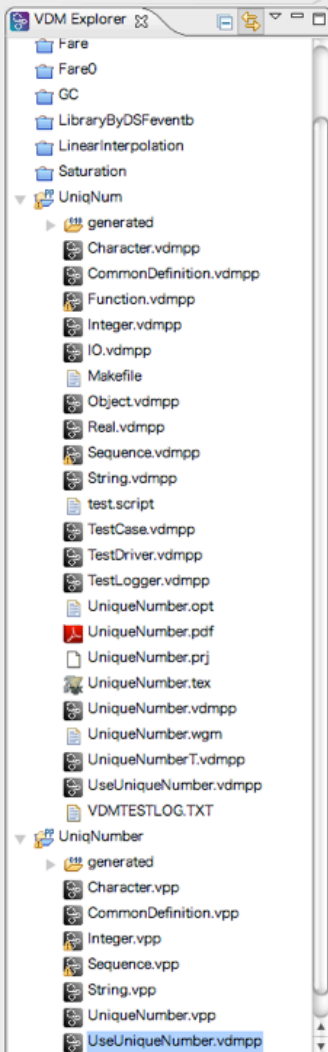 VDM Explorer
Fare
Fare0
GC
LibraryByDSFeventb
LinearInterpolation
Saturation
UniqNum
generated
Character.vdmpp
CommonDefinition.vdmpp
Function.vdmpp
Integer.vdmpp
IO.vdmpp
Makefile
Object.vdmpp
Real.vdmpp
Sequence.vdmpp
String.vdmpp
test.script
TestCase.vdmpp
TestDriver.vdmpp
TestLogger.vdmpp
UniqueNumber.opt
UniqueNumber.pdf
UniqueNumber.prj
UniqueNumber.tex
UniqueNumber.vdmpp
UniqueNumber.wgm
UniqueNumberT.vdmpp
UseUniqueNumber.vdmpp
VDMTESTLOG.TXT
UniqNumber
generated
Character.vpp
CommonDefinition.vpp
Integer.vpp
Sequence.vpp
String.vpp
UniqueNumber.vpp
UseUniqueNumber.vdmpp